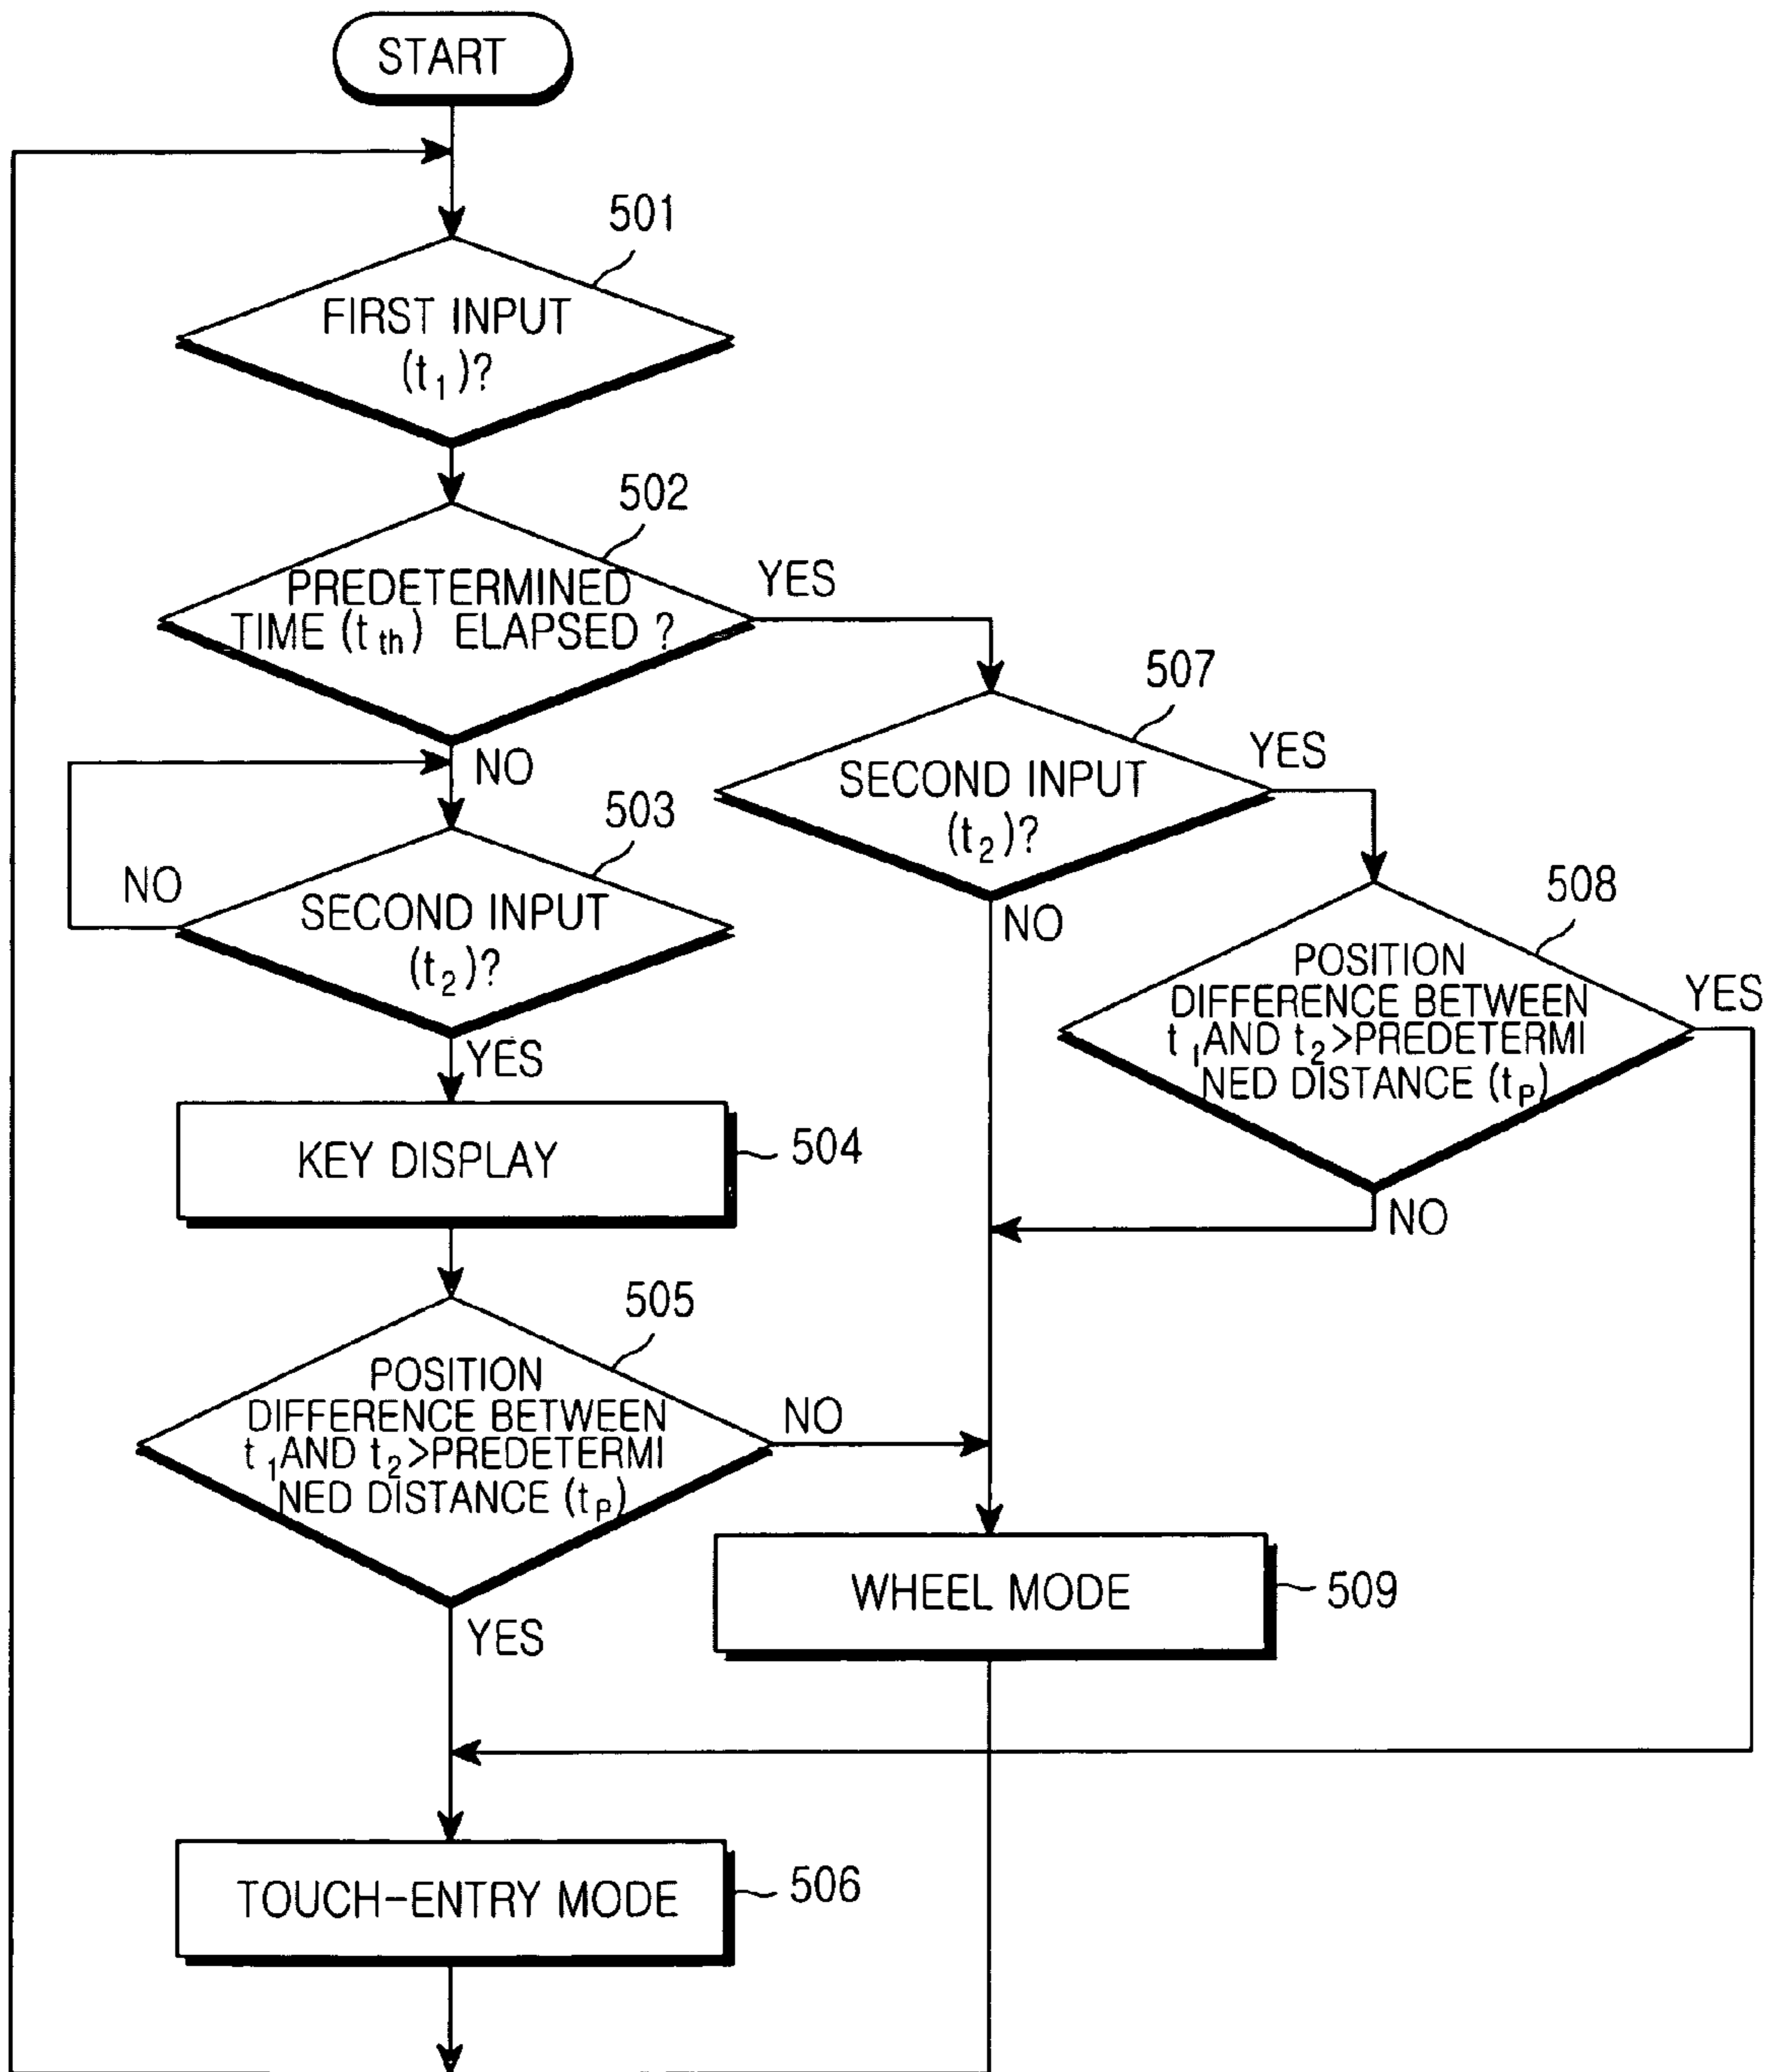 START
501
FIRST INPUT
(t1)?
502
PREDETERMINED
TIME (tth) ELAPSED ?
YES
NO
507
SECOND INPUT
(t2)?
YES
NO
503
SECOND INPUT
(t2)?
NO
YES
508
POSITION
DIFFERENCE BETWEEN
t1AND t2>PREDETERMI
NED DISTANCE (tP)
YES
NO
KEY DISPLAY
504
505
POSITION
DIFFERENCE BETWEEN
t1AND t2>PREDETERMI
NED DISTANCE (tP)
NO
YES
WHEEL MODE
509
TOUCH-ENTRY MODE
506